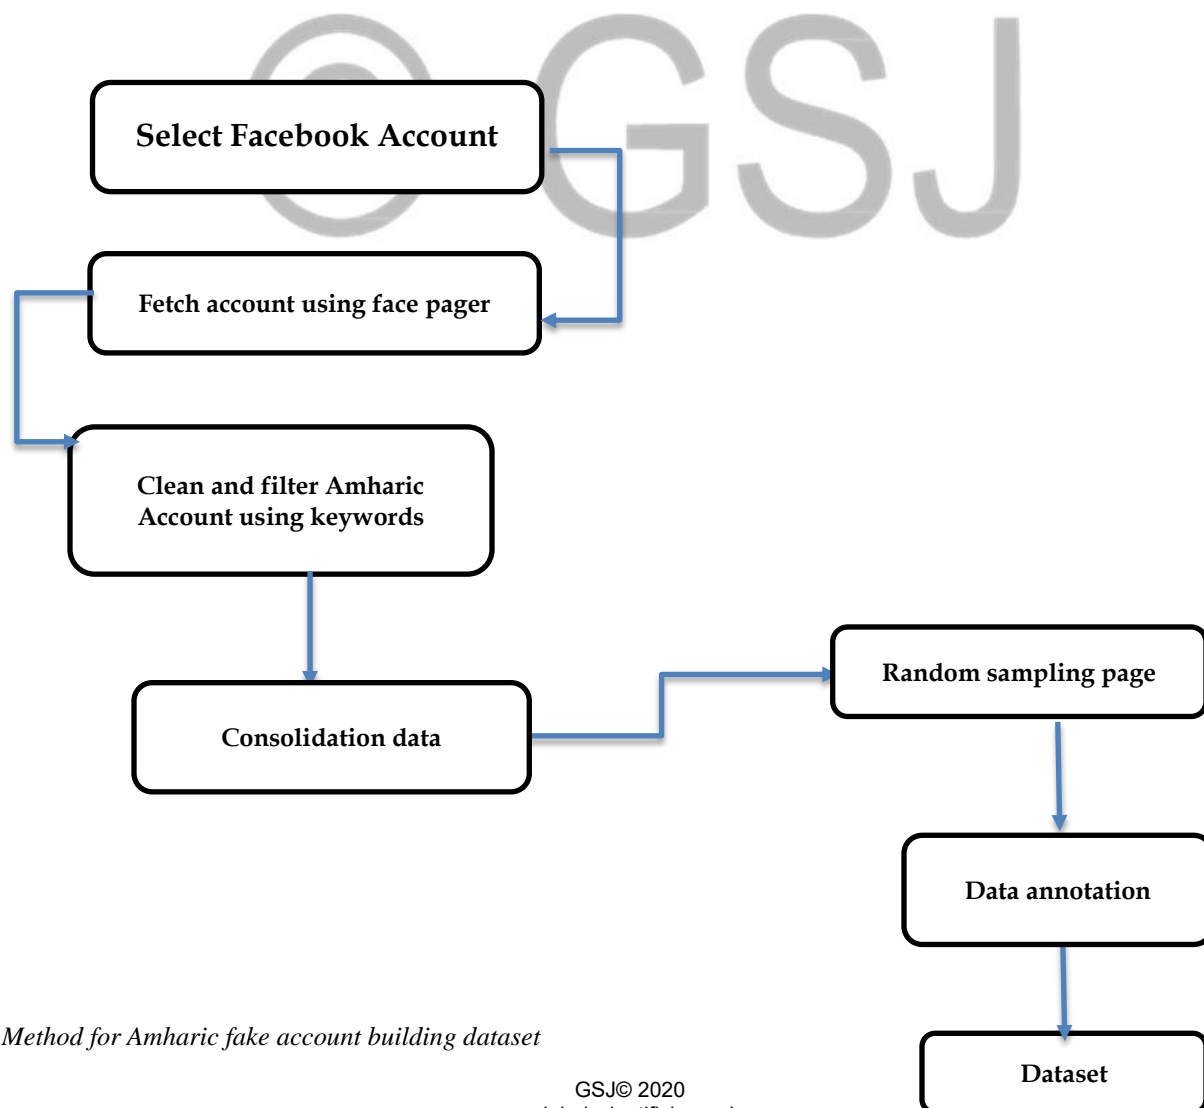 © GSJ
Select Facebook Account
Fetch account using face pager
Clean and filter Amharic
Account using keywords
Consolidation data
Random sampling page
Data annotation
Dataset
Method for Amharic fake account building dataset
GSJ© 2020